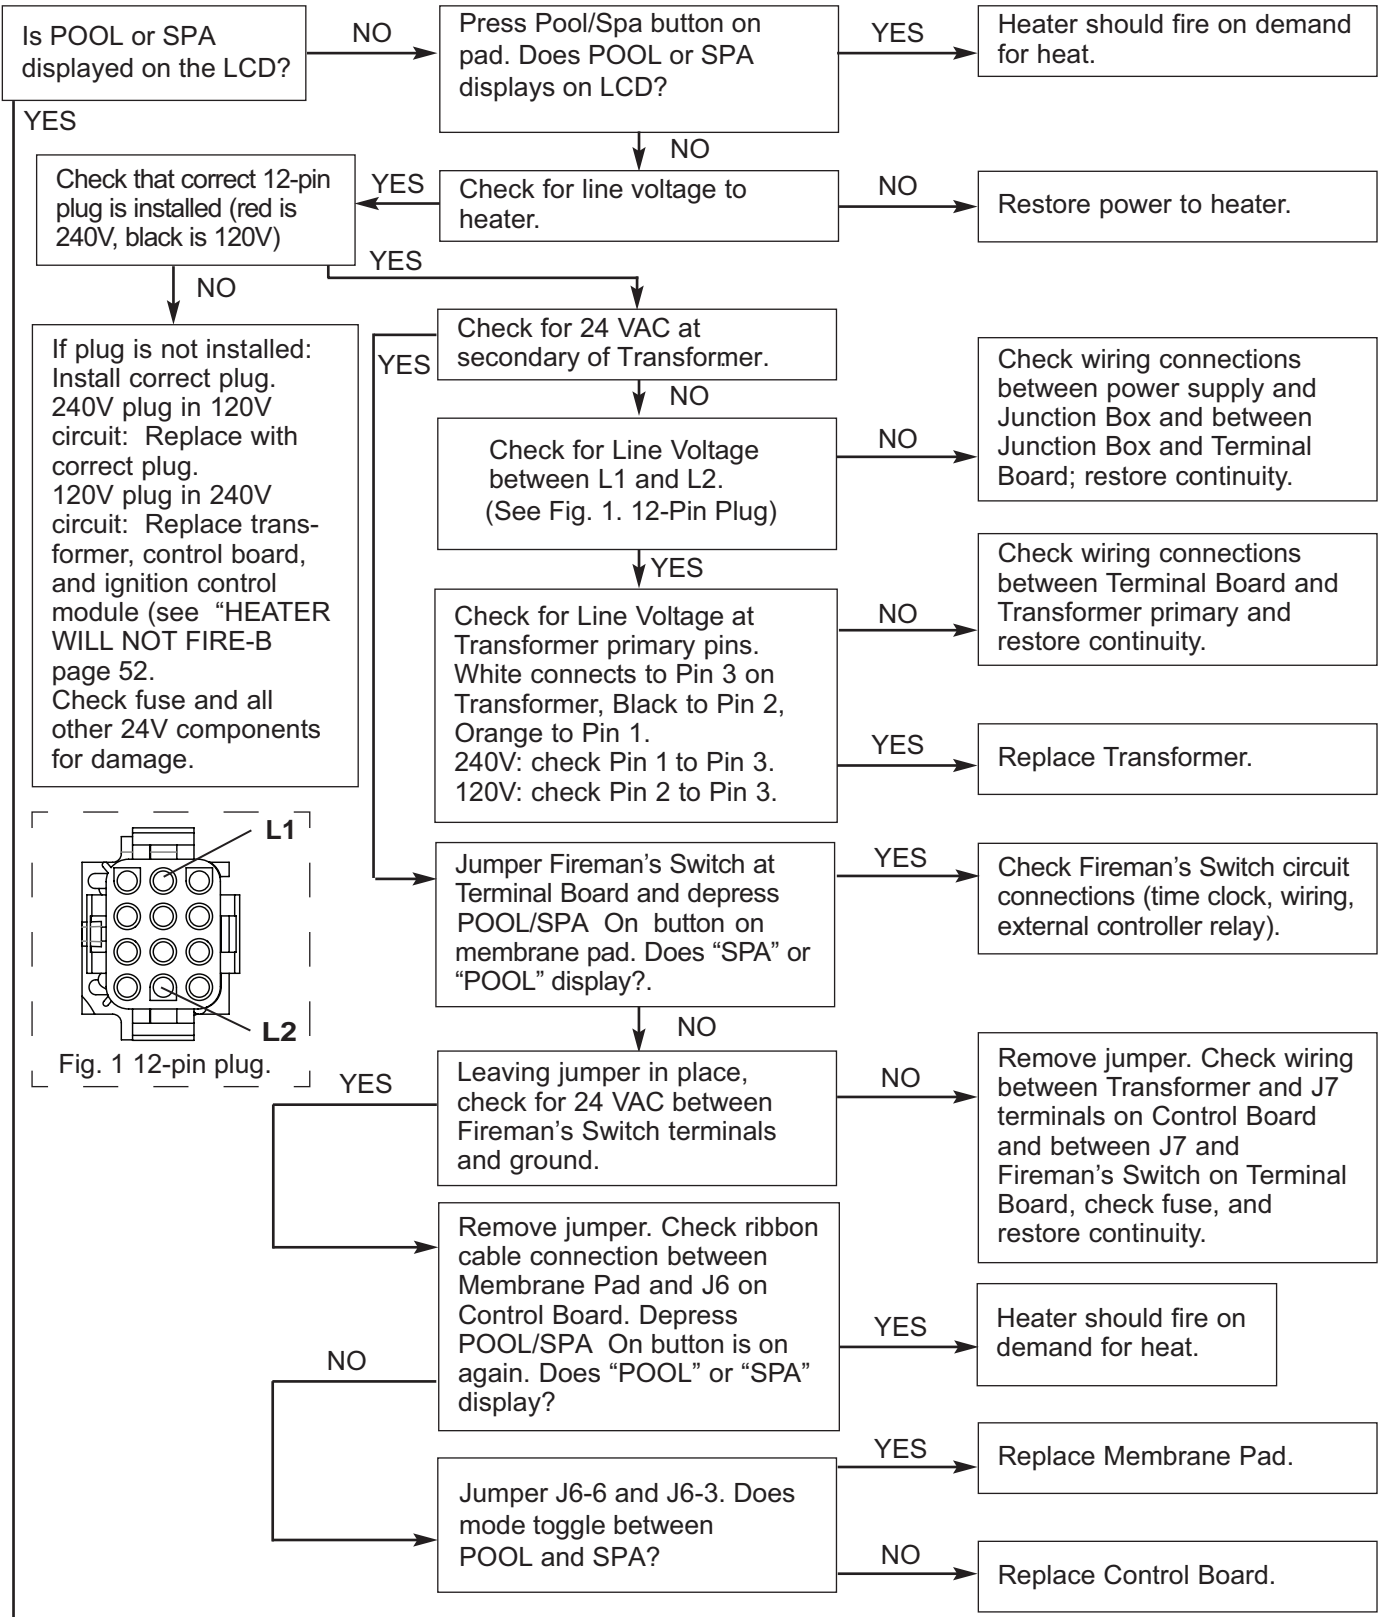 Is POOL or SPA
displayed on the LCD?
NO
Press Pool/Spa button on
pad. Does POOL or SPA
displays on LCD?
YES
Heater should fire on demand
for heat.
YES
NO
Check that correct 12-pin
plug is installed (red is
240V, black is 120V)
YES
Check for line voltage to
heater.
NO
Restore power to heater.
YES
NO
If plug is not installed:
Install correct plug.
240V plug in 120V
circuit:  Replace with
correct plug.
120V plug in 240V
circuit:  Replace trans-
former, control board,
and ignition control
module (see  “HEATER
WILL NOT FIRE-B
page 52.
Check fuse and all
other 24V components
for damage.
YES
Check for 24 VAC at
secondary of Transformer.
NO
Check for Line Voltage
between L1 and L2.
(See Fig. 1. 12-Pin Plug)
NO
Check wiring connections
between power supply and
Junction Box and between
Junction Box and Terminal
Board; restore continuity.
YES
Check for Line Voltage at
Transformer primary pins.
White connects to Pin 3 on
Transformer, Black to Pin 2,
Orange to Pin 1.
240V: check Pin 1 to Pin 3.
120V: check Pin 2 to Pin 3.
NO
Check wiring connections
between Terminal Board and
Transformer primary and
restore continuity.
YES
Replace Transformer.
L1
L2
Fig. 1 12-pin plug.
Jumper Fireman’s Switch at
Terminal Board and depress
POOL/SPA  On  button on
membrane pad. Does “SPA” or
“POOL” display?.
YES
Check Fireman’s Switch circuit
connections (time clock, wiring,
external controller relay).
NO
YES
Leaving jumper in place,
check for 24 VAC between
Fireman’s Switch terminals
and ground.
NO
Remove jumper. Check wiring
between Transformer and J7
terminals on Control Board
and between J7 and
Fireman’s Switch on Terminal
Board, check fuse, and
restore continuity.
Remove jumper. Check ribbon
cable connection between
Membrane Pad and J6 on
Control Board. Depress
POOL/SPA  On button is on
again. Does “POOL” or “SPA”
display?
YES
Heater should fire on
demand for heat.
NO
Jumper J6-6 and J6-3. Does
mode toggle between
POOL and SPA?
YES
Replace Membrane Pad.
NO
Replace Control Board.